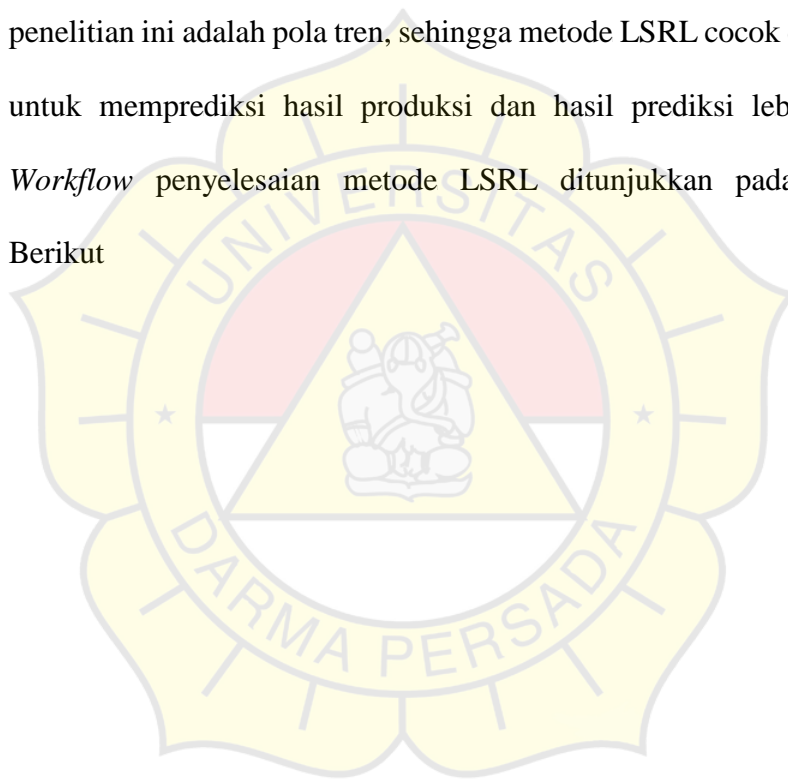 penelitian ini adalah pola tren, sehingga metode LSRL cocok
untuk memprediksi hasil produksi dan hasil prediksi leb
Workflow penyelesaian metode LSRL ditunjukkan pada
Berikut
UNIVERSITAS
DARMA PERSADA